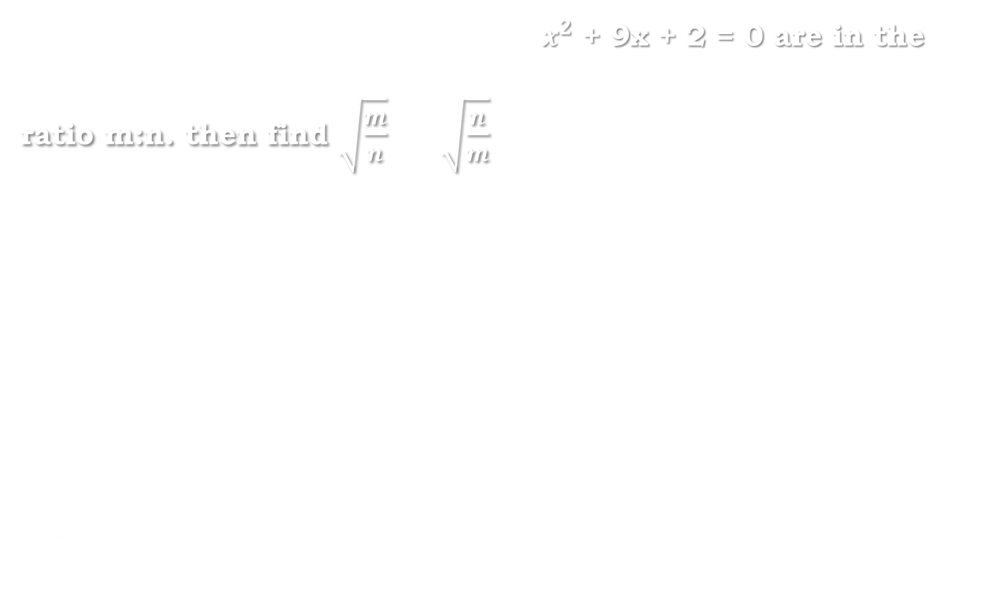 x² + 9x + 2 = 0 are in the
ratio m:n. then find √(m/n) √(n/m)